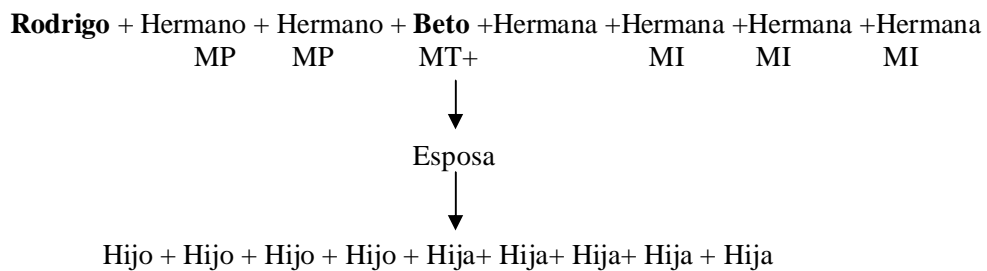 Rodrigo + Hermano + Hermano + Beto +Hermana +Hermana +Hermana +Hermana
MP MP MT+ MI MI MI
Esposa
Hijo + Hijo + Hijo + Hijo + Hija+ Hija+ Hija+ Hija + Hija